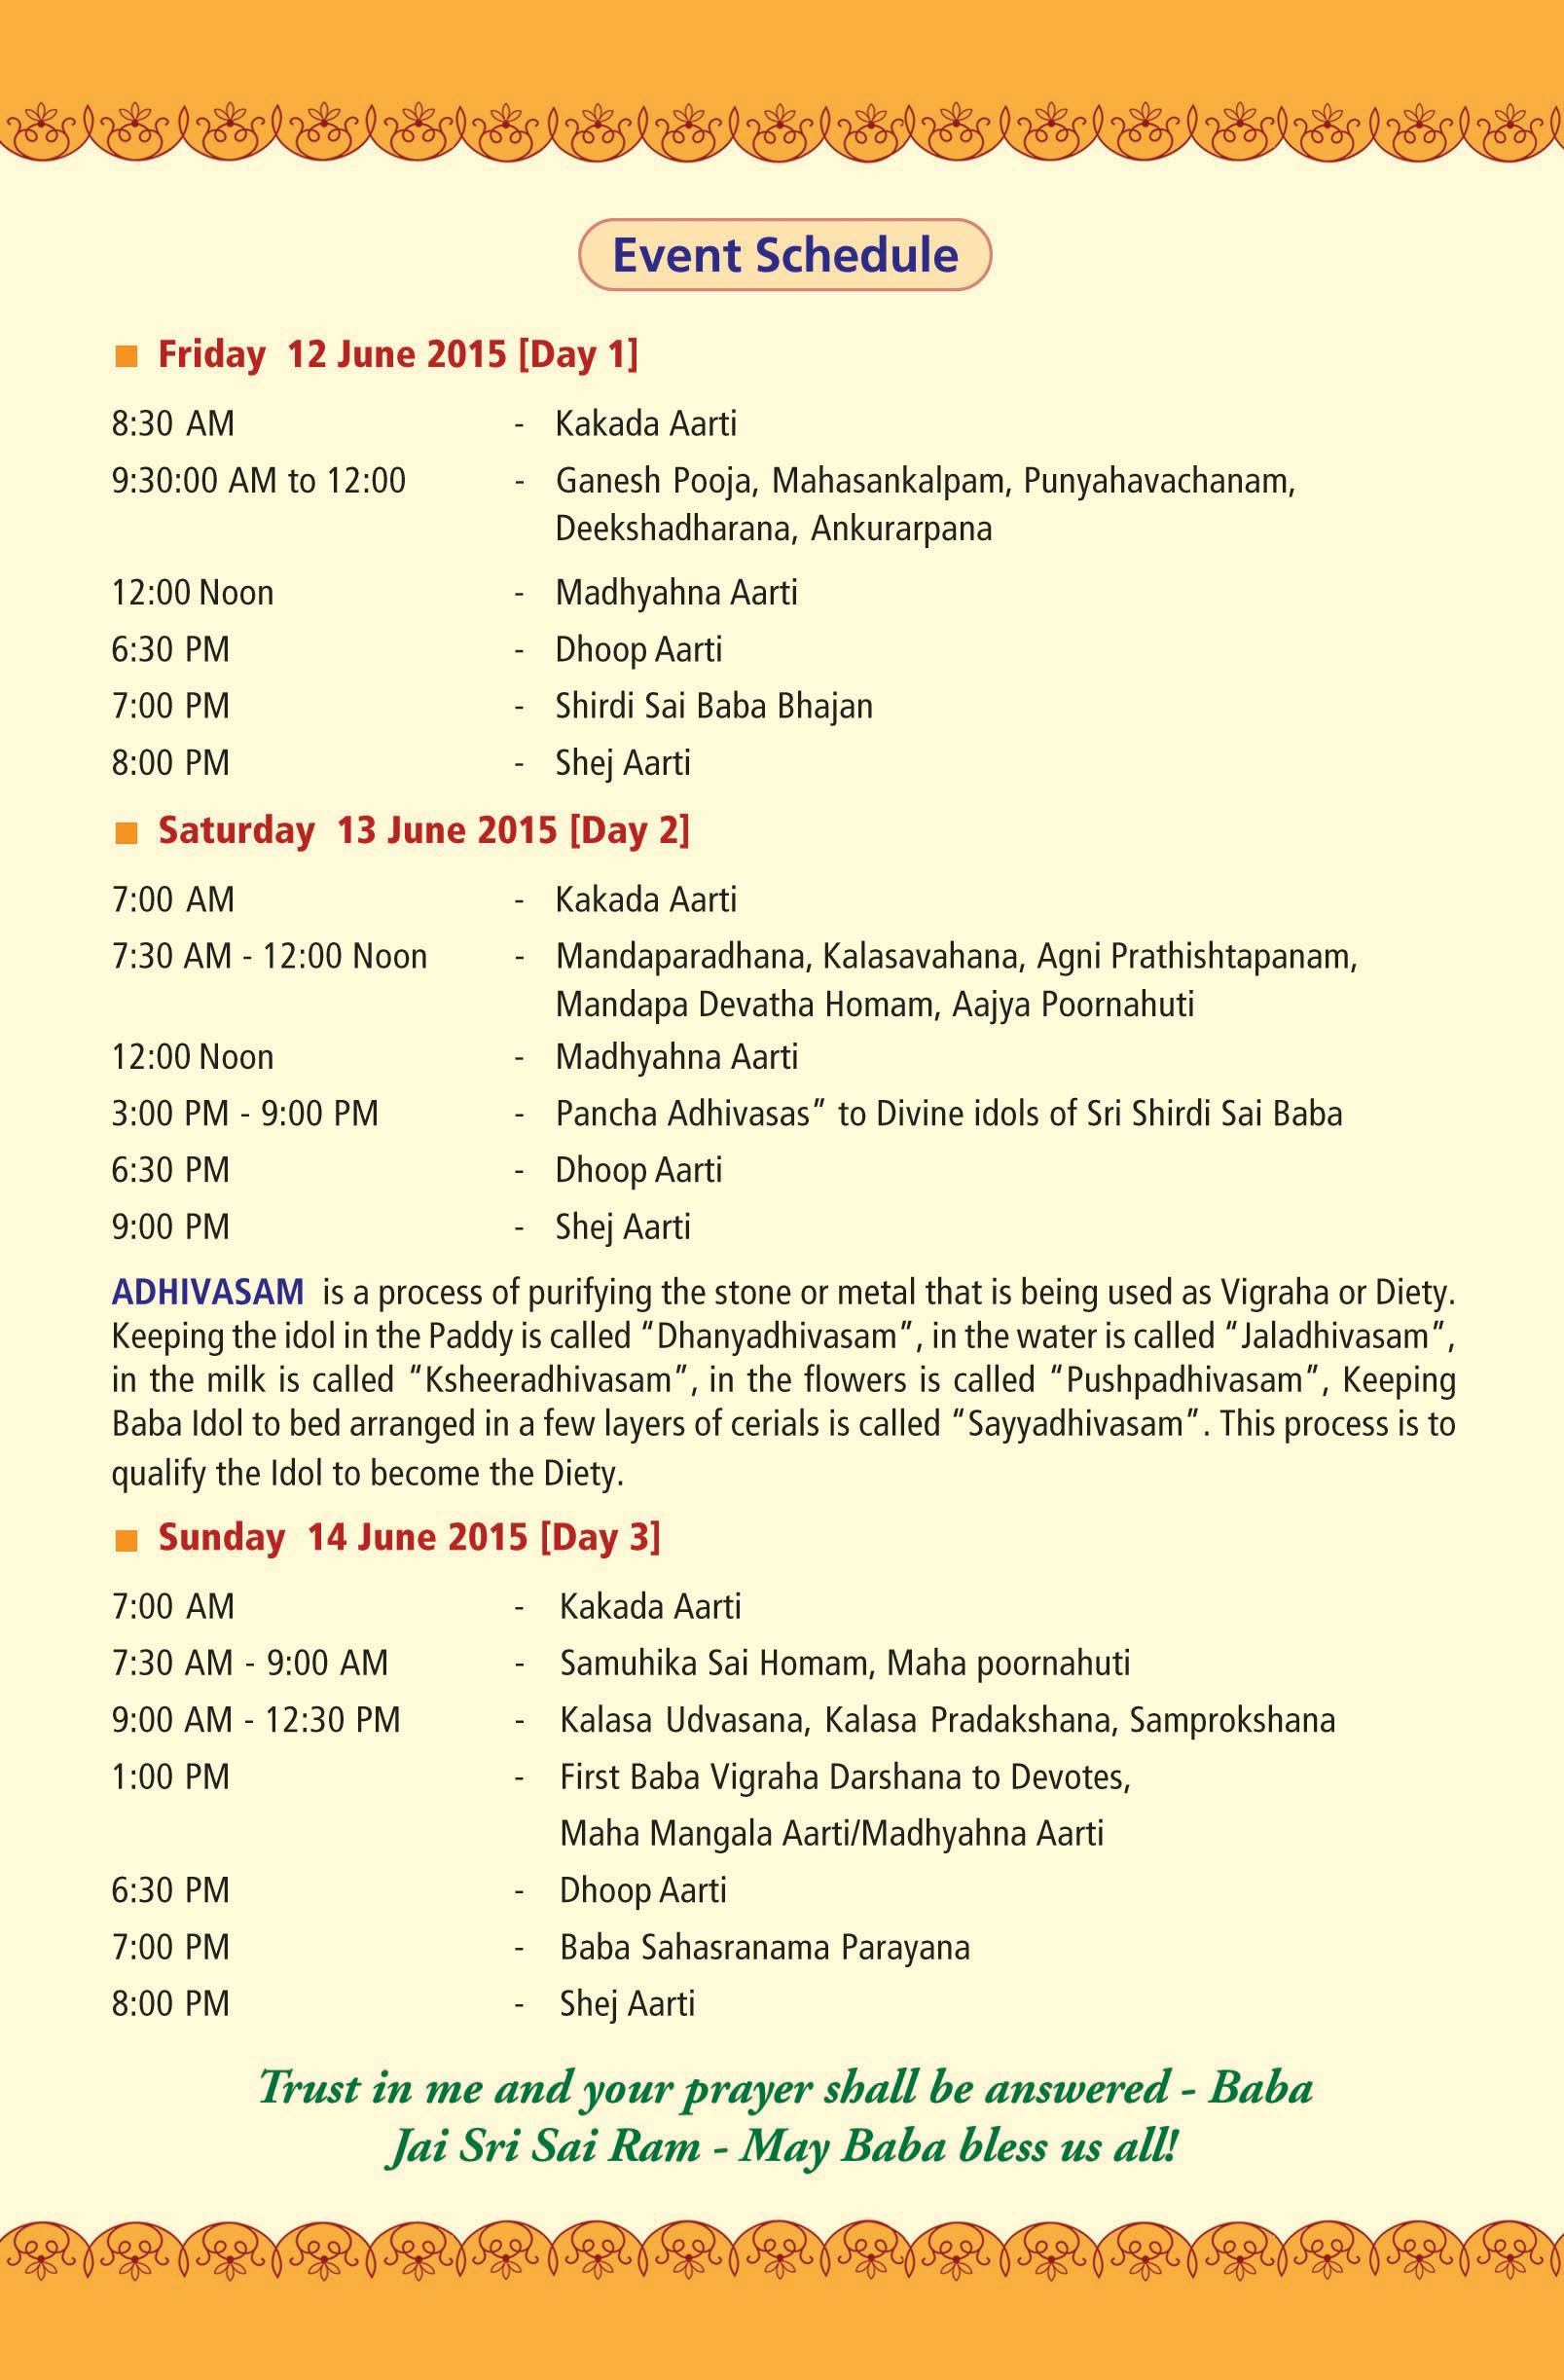 Event Schedule
Friday 12 June 2015 [Day 1]
8:30 AM - Kakada Aarti
9:30:00 AM to 12:00 - Ganesh Pooja, Mahasankalpam, Punyahavachanam,
Deekshadharana, Ankurarpana
12:00 Noon - Madhyahna Aarti
6:30 PM - Dhoop Aarti
7:00 PM - Shirdi Sai Baba Bhajan
8:00 PM - Shej Aarti
Saturday 13 June 2015 [Day 2]
7:00 AM - Kakada Aarti
7:30 AM - 12:00 Noon - Mandaparadhana, Kalasavahana, Agni Prathishtapanam,
Mandapa Devatha Homam, Aajya Poornahuti
12:00 Noon - Madhyahna Aarti
3:00 PM - 9:00 PM - Pancha Adhivasas” to Divine idols of Sri Shirdi Sai Baba
6:30 PM - Dhoop Aarti
9:00 PM - Shej Aarti
ADHIVASAM is a process of purifying the stone or metal that is being used as Vigraha or Diety.
Keeping the idol in the Paddy is called “Dhanyadhivasam”, in the water is called “Jaladhivasam”,
in the milk is called “Ksheeradhivasam”, in the flowers is called “Pushpadhivasam”, Keeping
Baba Idol to bed arranged in a few layers of cerials is called “Sayyadhivasam”. This process is to
qualify the Idol to become the Diety.
Sunday 14 June 2015 [Day 3]
7:00 AM - Kakada Aarti
7:30 AM - 9:00 AM - Samuhika Sai Homam, Maha poornahuti
9:00 AM - 12:30 PM - Kalasa Udvasana, Kalasa Pradakshana, Samprokshana
1:00 PM - First Baba Vigraha Darshana to Devotes,
Maha Mangala Aarti/Madhyahna Aarti
6:30 PM - Dhoop Aarti
7:00 PM - Baba Sahasranama Parayana
8:00 PM - Shej Aarti
Trust in me and your prayer shall be answered - Baba
Jai Sri Sai Ram - May Baba bless us all!